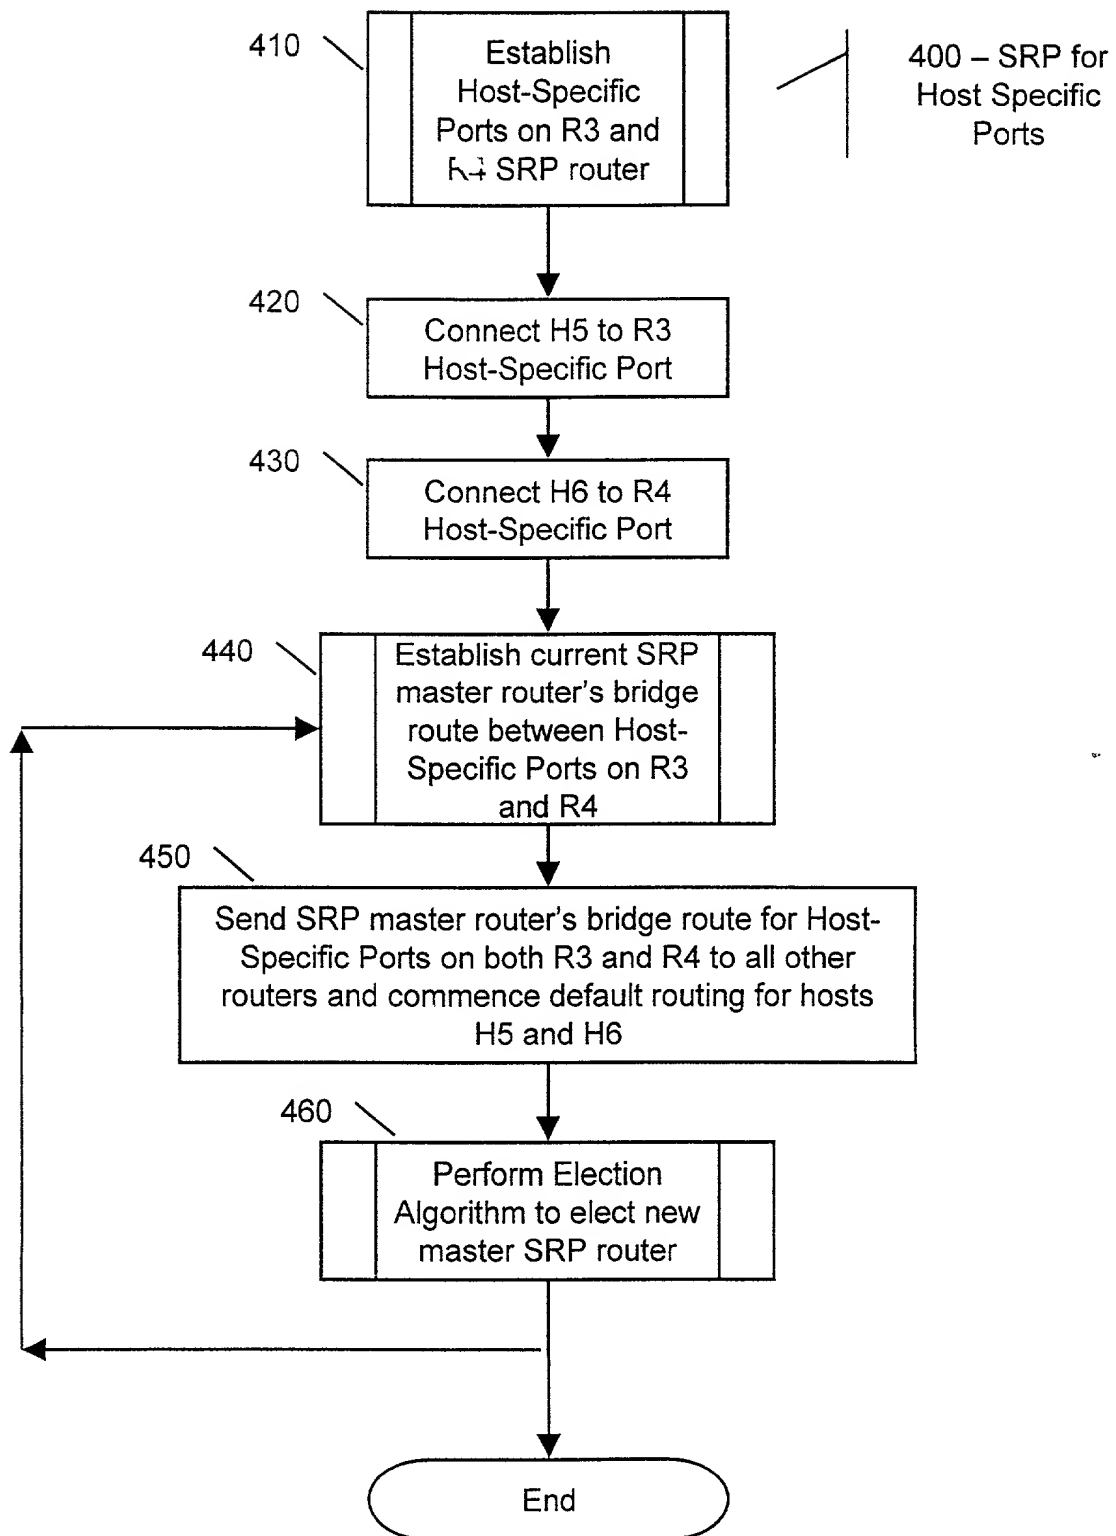 410
Establish
Host-Specific
Ports on R3 and
R4 SRP router
400 – SRP for
Host Specific
Ports
420
Connect H5 to R3
Host-Specific Port
430
Connect H6 to R4
Host-Specific Port
440
Establish current SRP
master router's bridge
route between Host-
Specific Ports on R3
and R4
450
Send SRP master router's bridge route for Host-
Specific Ports on both R3 and R4 to all other
routers and commence default routing for hosts
H5 and H6
460
Perform Election
Algorithm to elect new
master SRP router
End